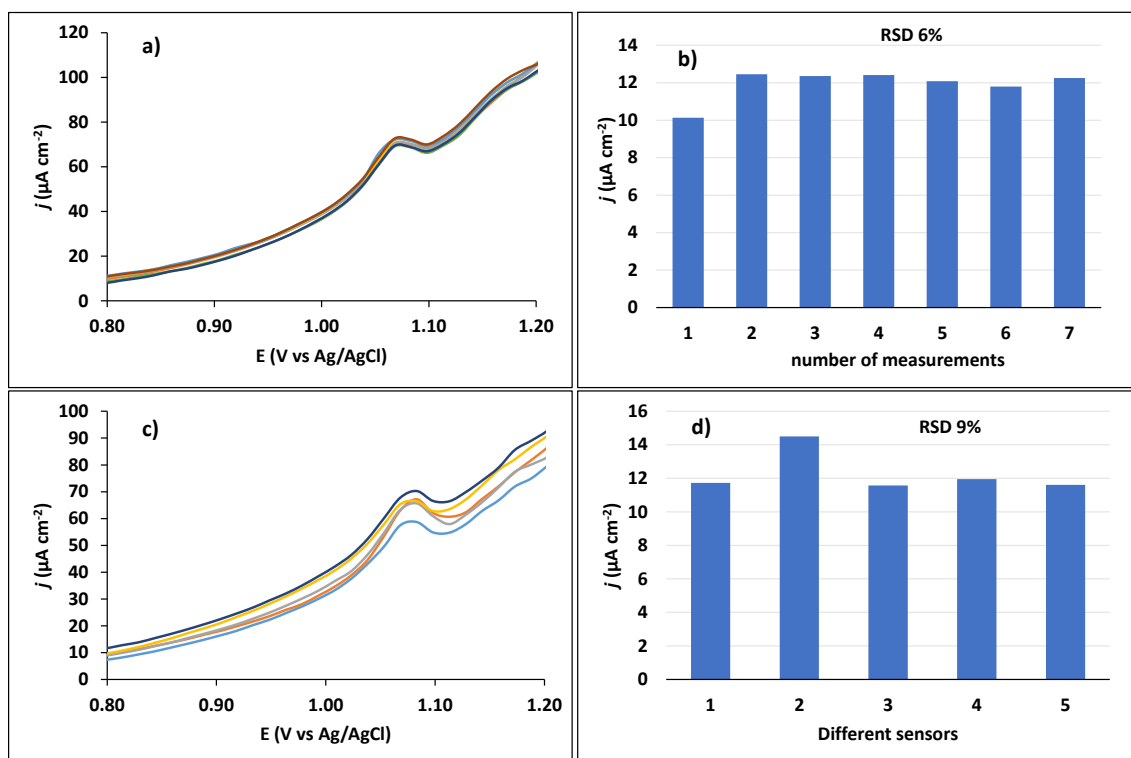 a)
120
100
80
60
40
20
0
j (µA cm⁻²)
0.80 0.90 1.00 1.10 1.20
E (V vs Ag/AgCl)
RSD 6%
b)
14
12
10
8
6
4
2
0
j (µA cm⁻²)
1 2 3 4 5 6 7
number of measurements
c)
100
90
80
70
60
50
40
30
20
10
0
j (µA cm⁻²)
0.80 0.90 1.00 1.10 1.20
E (V vs Ag/AgCl)
d)
RSD 9%
16
14
12
10
8
6
4
2
0
j (µA cm⁻²)
1 2 3 4 5
Different sensors